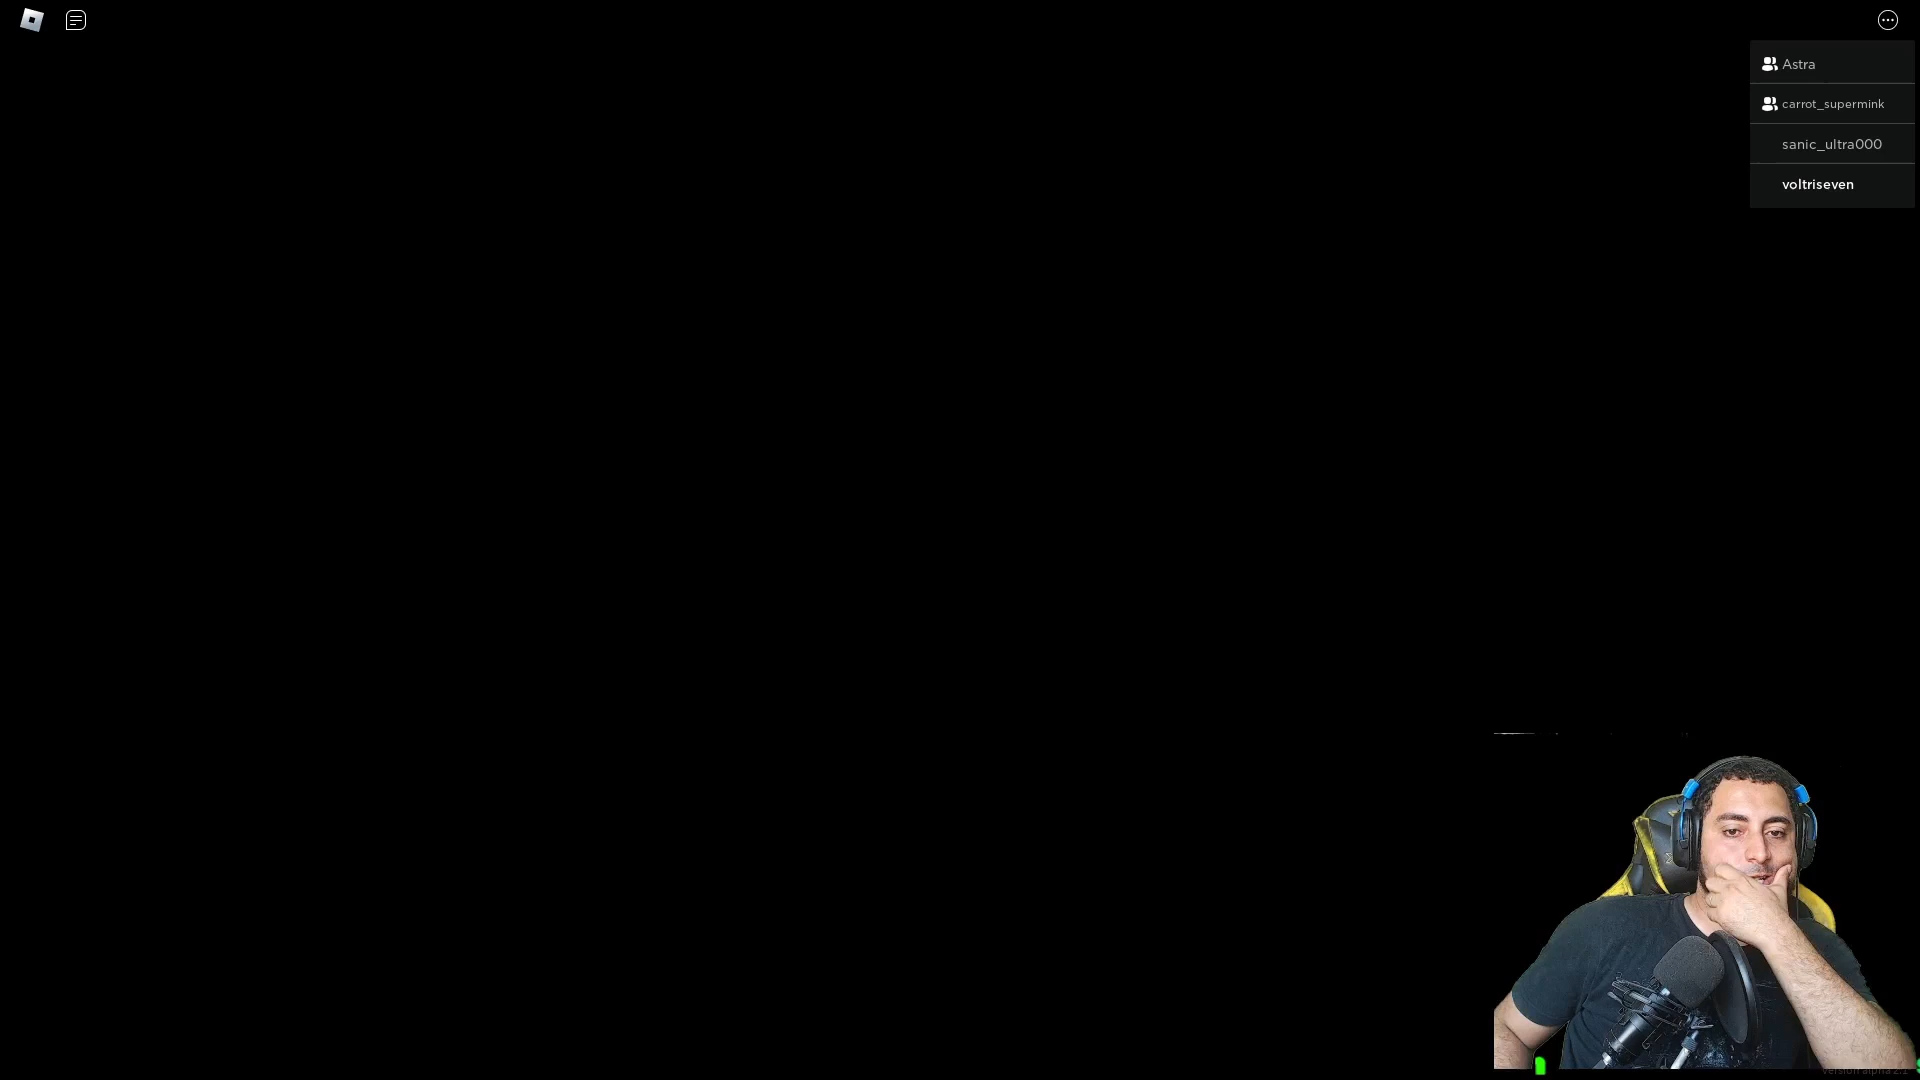 Astra
carrot_supermink
sanic_ultra000
voltriseven